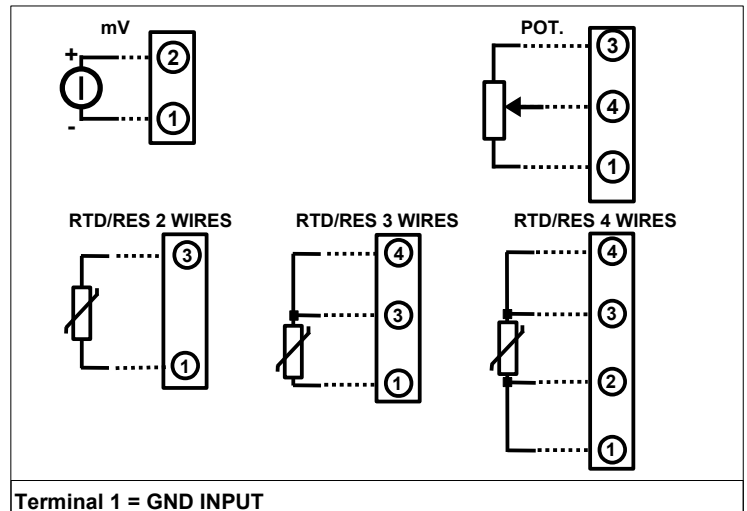 mV
+
2
1
-
POT.
3
4
1
RTD/RES 2 WIRES
3
1
RTD/RES 3 WIRES
4
3
1
RTD/RES 4 WIRES
4
3
2
1
Terminal 1 = GND INPUT